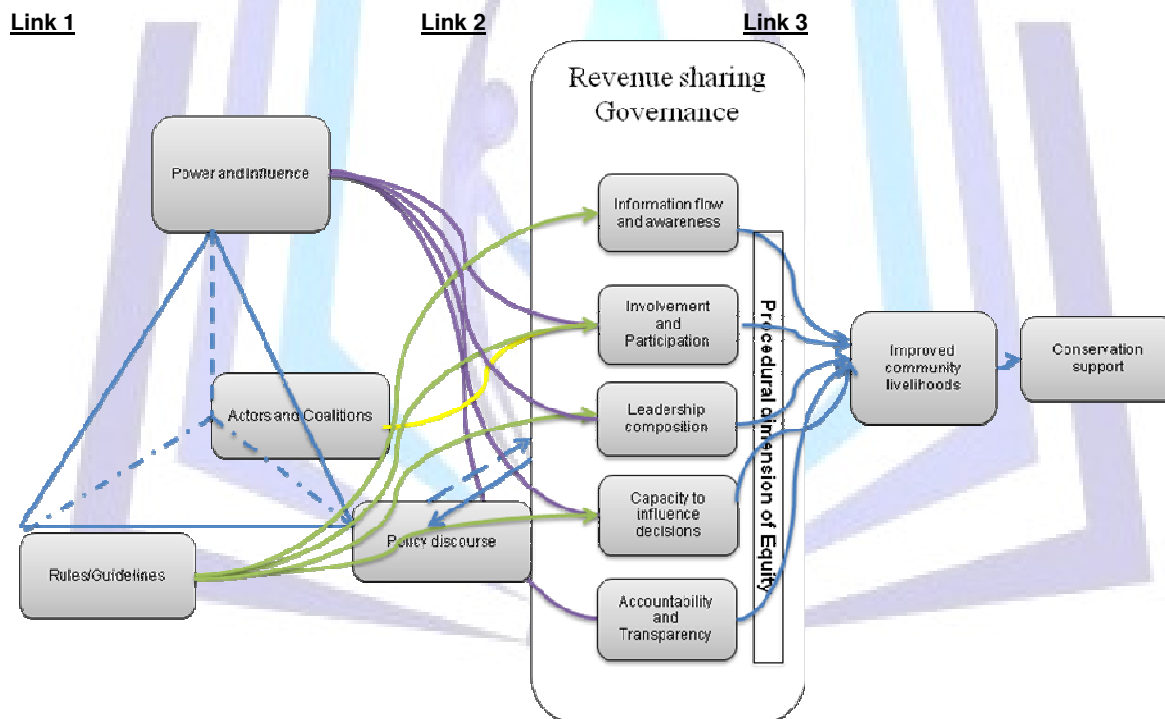 Link 1
Link 2
Link 3
Revenue sharing
Governance
Power and Influence
Information flow
and awareness
Involvement
and
Participation
Improved
community
livelihoods
Conservation
support
Actors and Coalitions
Leadership
composition
Capacity to
influence
decisions
Policy discourse
Rules/Guidelines
Accountability
and
Transparency
Procedural dimension of Equity